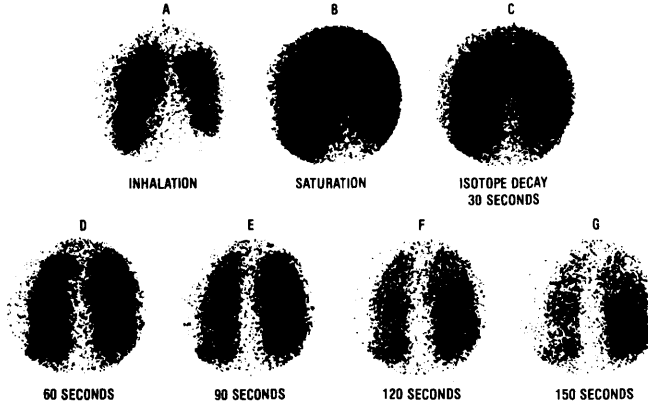 A
B
C
INHALATION
SATURATION
ISOTOPE DECAY
30 SECONDS
D
E
F
G
60 SECONDS
90 SECONDS
120 SECONDS
150 SECONDS